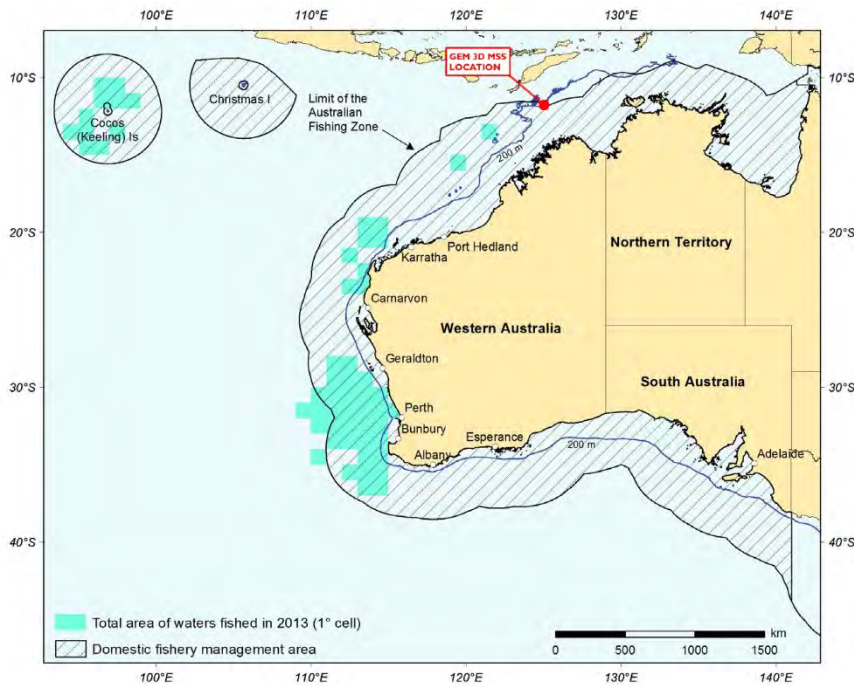 100°E 110°E 120°E 130°E 140°E
GEM 3D MSS
LOCATION
10°S
10°S
Cocos
(Keeling) Is
Christmas I
Limit of the
Australian
Fishing Zone
200 m
20°S
20°S
Karratha
Port Hedland
Northern Territory
Carnarvon
Western Australia
Geraldton
30°S
30°S
South Australia
Perth
Bunbury
Esperance
Albany
200 m
Adelaide
40°S
40°S
Total area of waters fished in 2013 (1° cell)
Domestic fishery management area
km
0 500 1000 1500
100°E 110°E 120°E 130°E 140°E